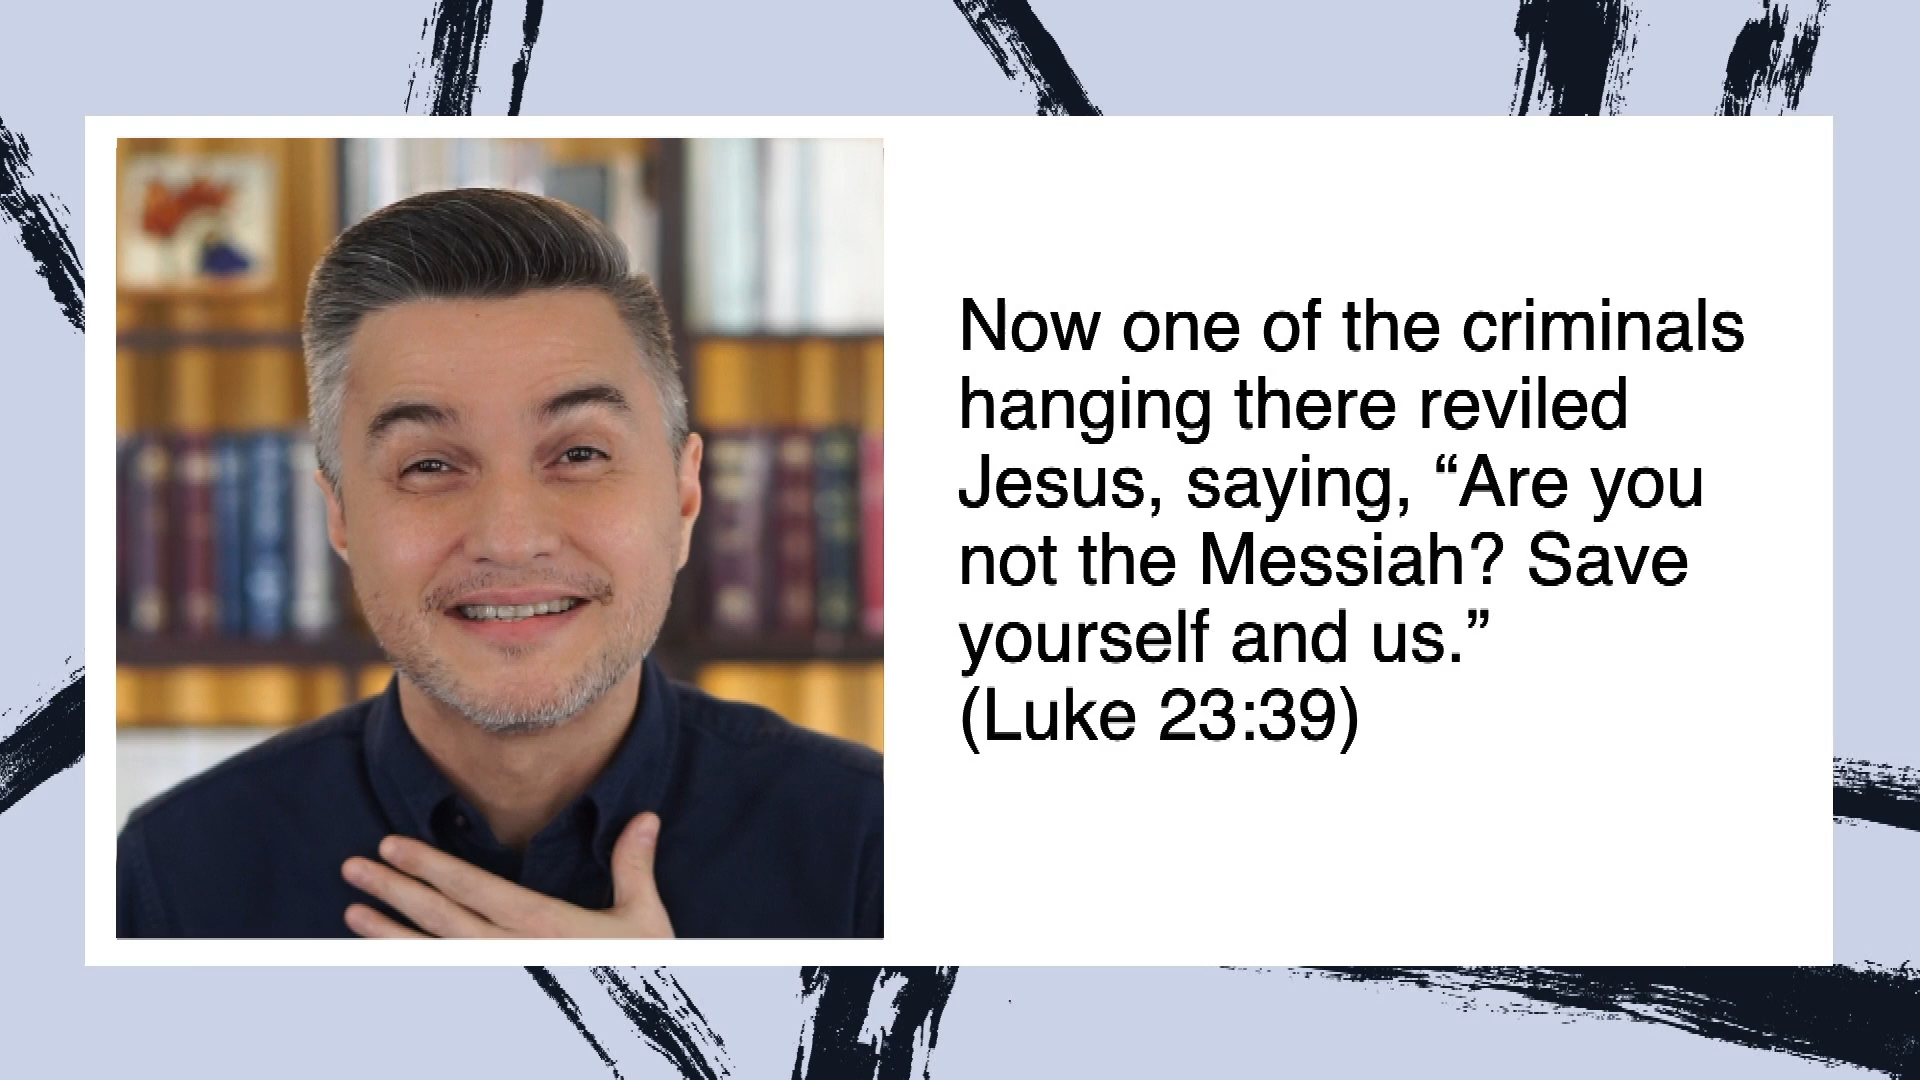 Now one of the criminals
hanging there reviled
Jesus, saying, “Are you
not the Messiah? Save
yourself and us.”
(Luke 23:39)